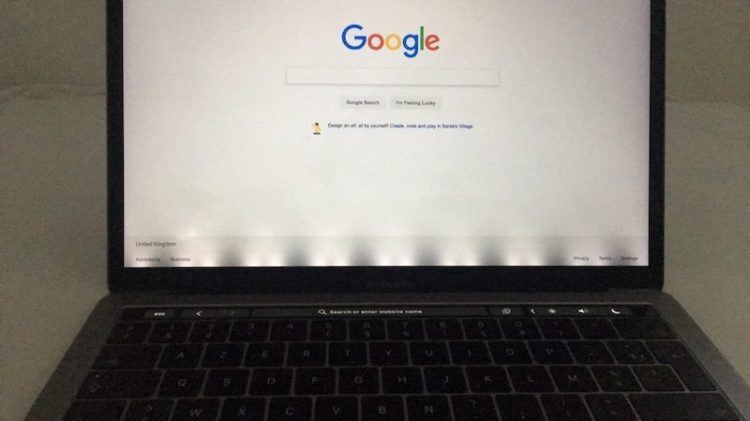 Google
Google Search I'm Feeling Lucky
Design an elf, all by yourself! Create, code and play in Santa's Village
United Kingdom
Advertising Business Privacy Terms Settings
esc Search or enter website name
A Z E R T Y U I O P
Q S D F G H J K L M
W X C V B N